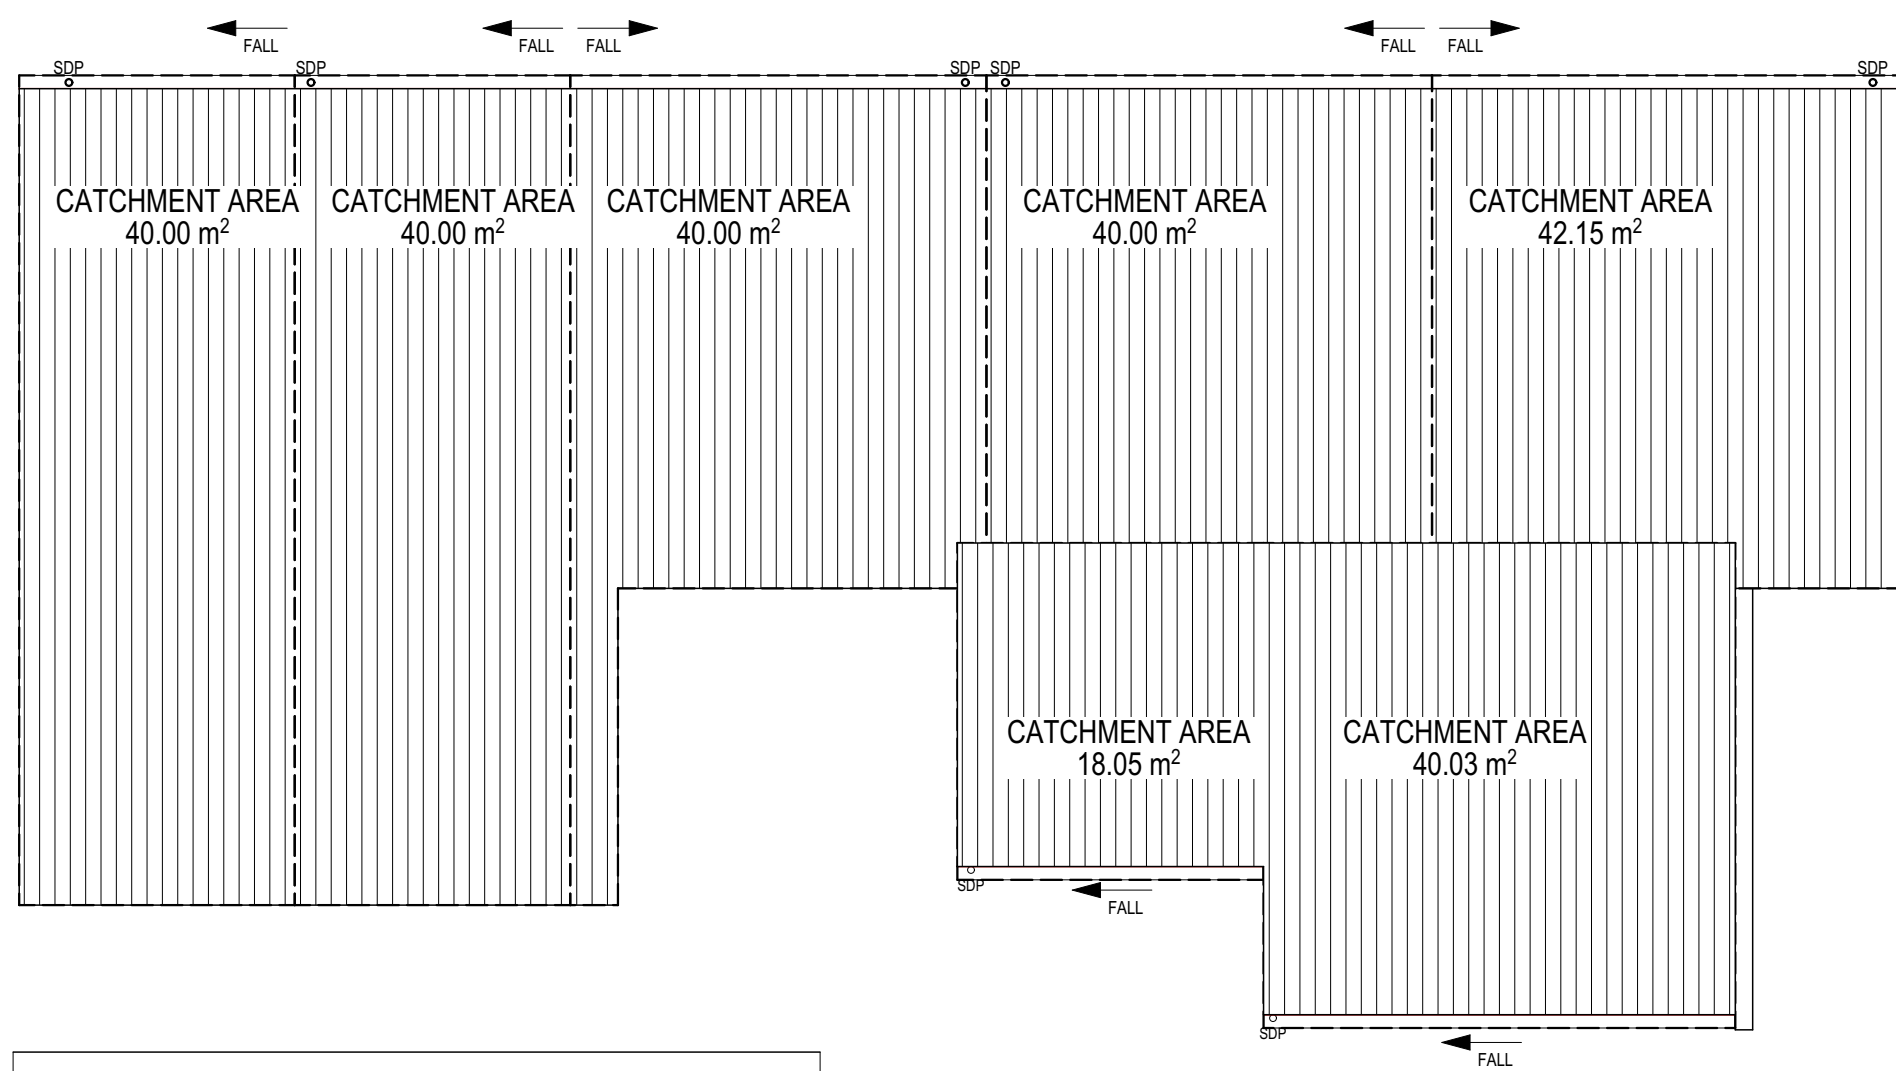 FALL
FALL
FALL
FALL
FALL
SDP
SDP
SDP
SDP
SDP
CATCHMENT AREA
40.00 m²
CATCHMENT AREA
40.00 m²
CATCHMENT AREA
40.00 m²
CATCHMENT AREA
40.00 m²
CATCHMENT AREA
42.15 m²
CATCHMENT AREA
18.05 m²
CATCHMENT AREA
40.03 m²
SDP
FALL
SDP
FALL